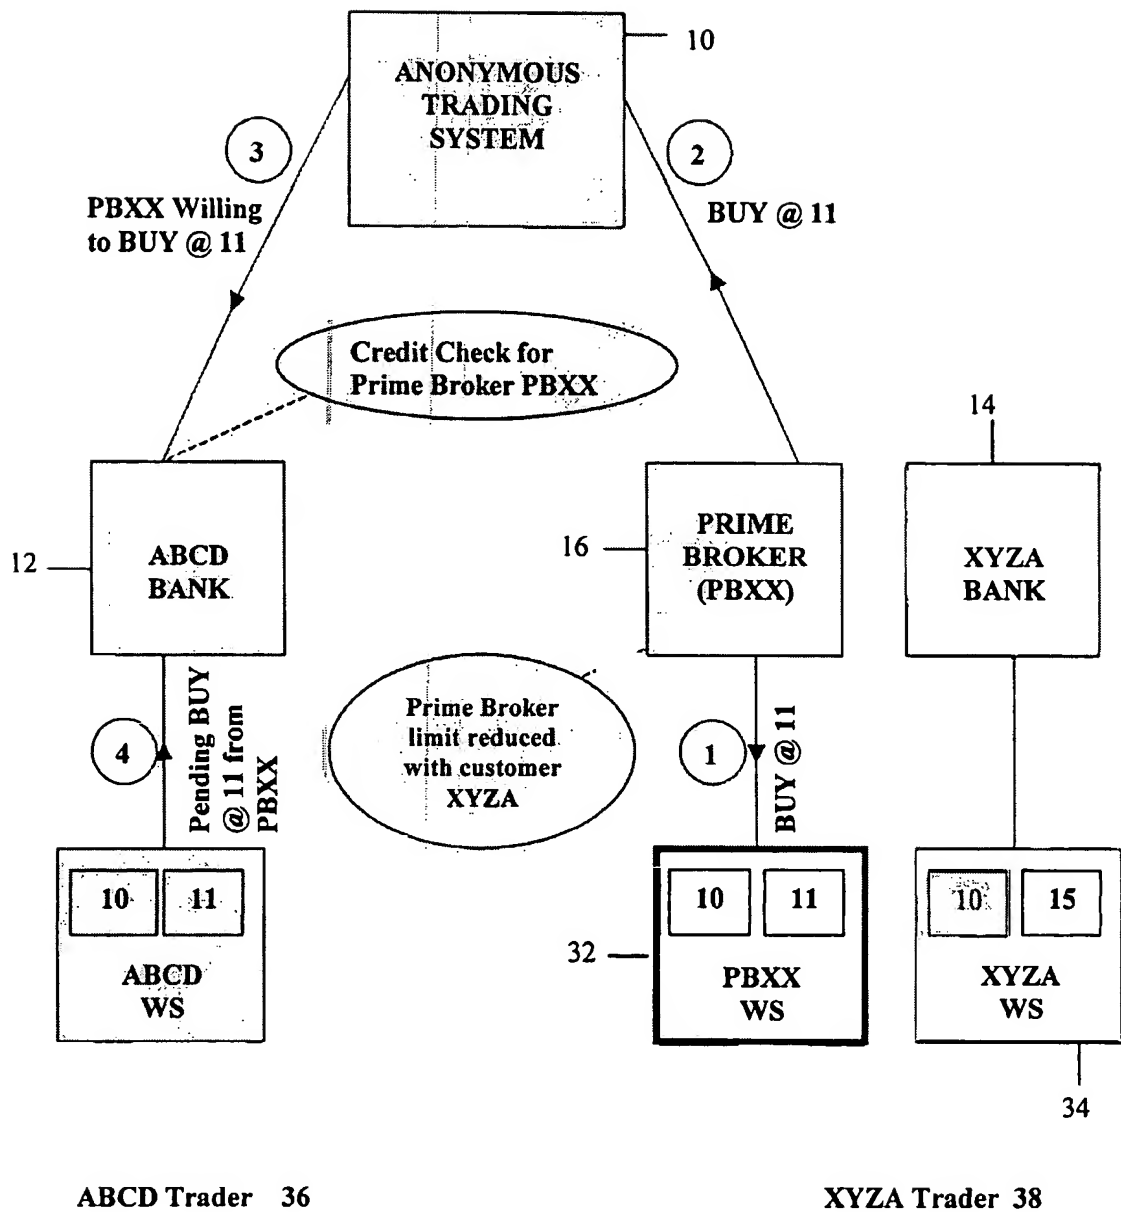 10
ANONYMOUS
TRADING
SYSTEM
3
2
PBXX Willing
to BUY @ 11
BUY @ 11
Credit Check for
Prime Broker PBXX
14
12
ABCD
BANK
16
PRIME
BROKER
(PBXX)
XYZA
BANK
4
Pending BUY
@ 11 from
PBXX
Prime Broker
limit reduced
with customer
XYZA
1
BUY @ 11
10
11
ABCD
WS
32
10
11
PBXX
WS
10
15
XYZA
WS
34
ABCD Trader 36
XYZA Trader 38